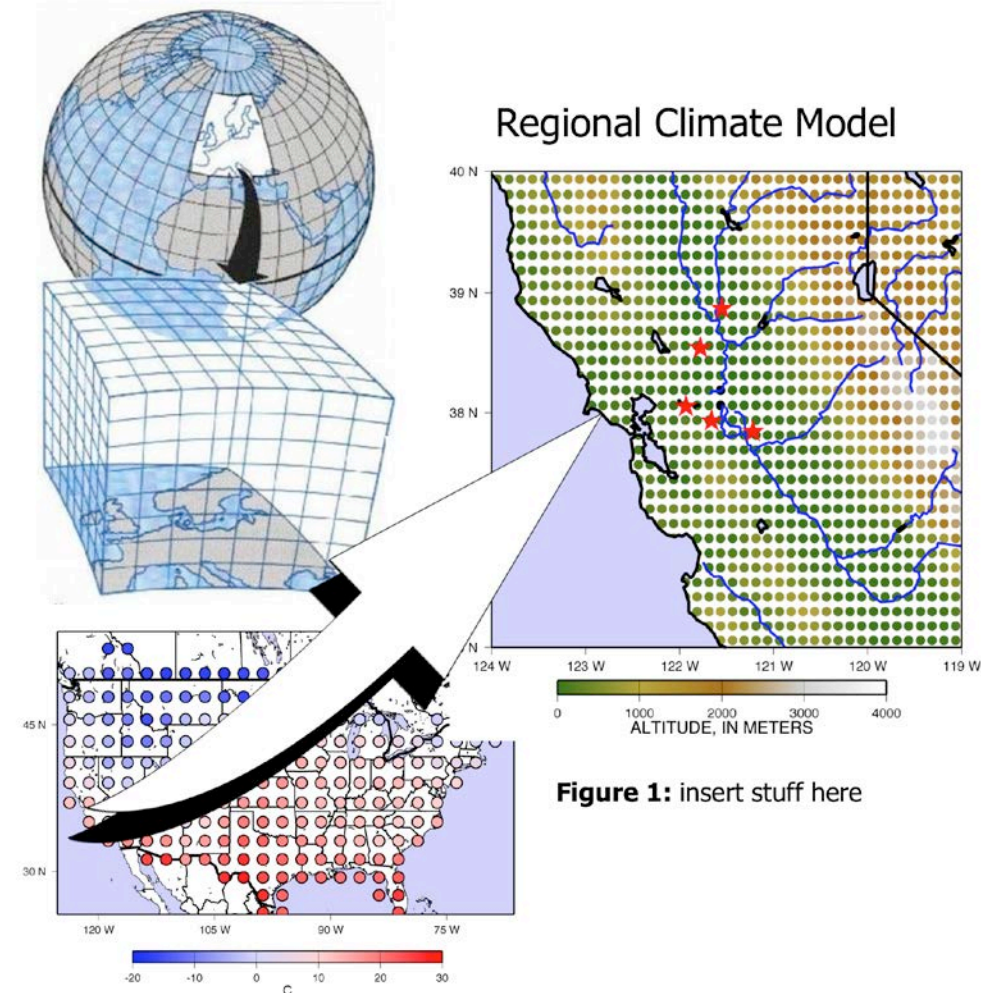 Regional Climate Model
40 N
39 N
38 N
N
124 W 123 W 122 W 121 W 120 W 119 W
0 1000 2000 3000 4000
ALTITUDE, IN METERS
Figure 1: insert stuff here
45 N
30 N
120 W 105 W 90 W 75 W
-20 -10 0 10 20 30
C